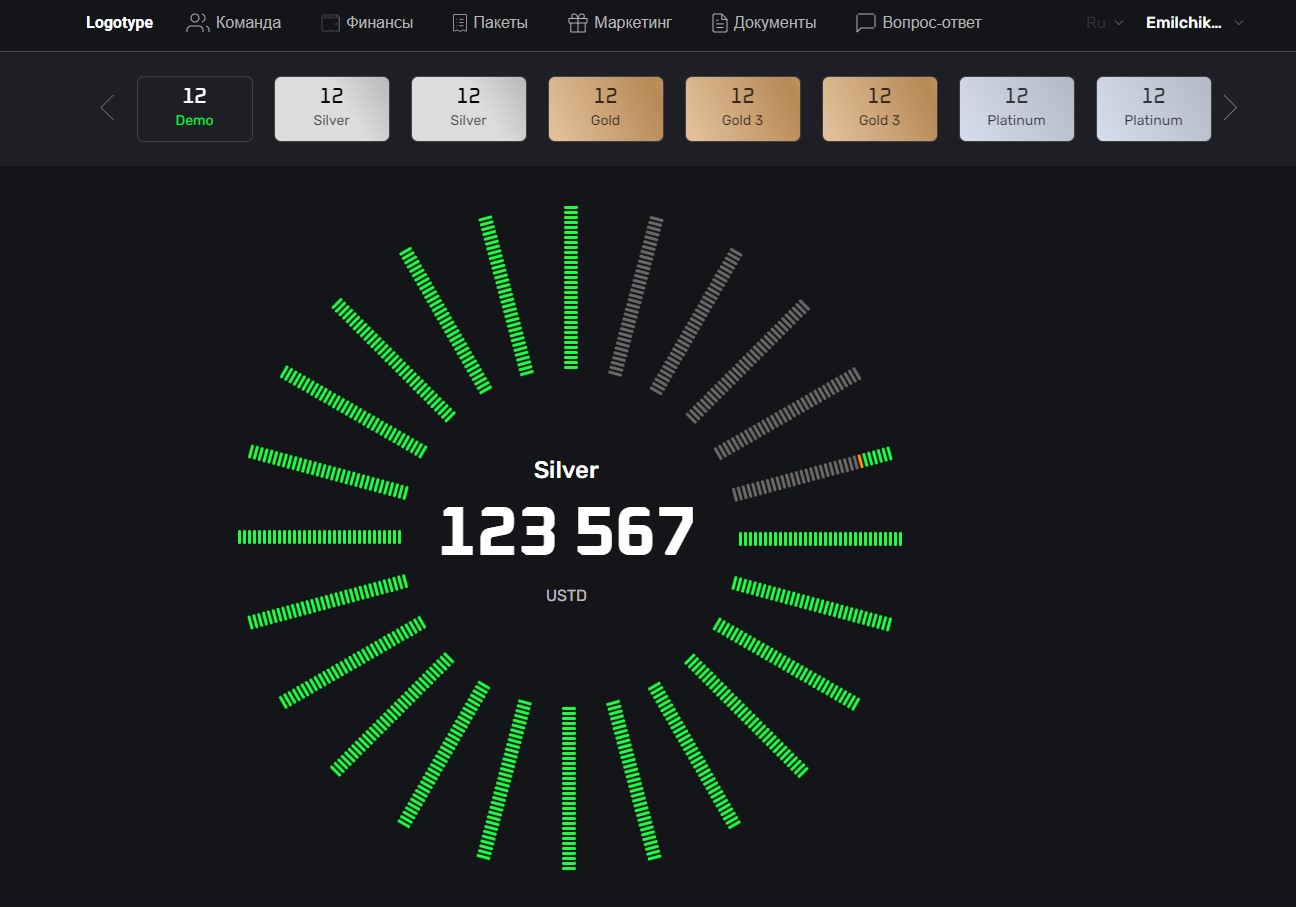 Logotype Команда Финансы Пакеты Маркетинг Документы Вопрос-ответ Ru Emilchik...
12 12 12 12 12 12 12 12
Demo Silver Silver Gold Gold 3 Gold 3 Platinum Platinum
Silver
123 567
USTD